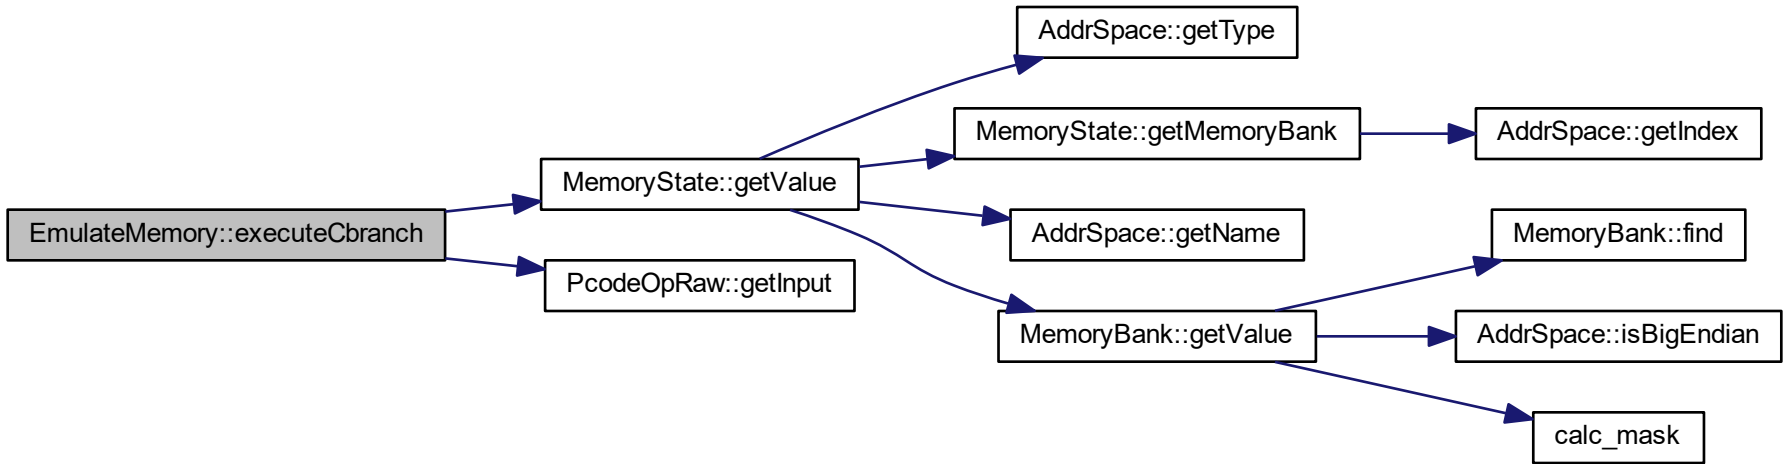 AddrSpace::getType
MemoryState::getMemoryBank
AddrSpace::getIndex
MemoryState::getValue
EmulateMemory::executeCbranch
AddrSpace::getName
MemoryBank::find
PcodeOpRaw::getInput
MemoryBank::getValue
AddrSpace::isBigEndian
calc_mask